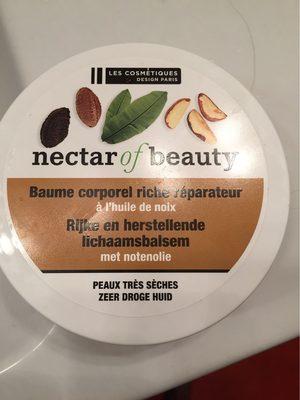 LES COSMÉTIQUES
DESIGN PARIS
nectar of beauty
Baume corporel riche réparateur
à l'huile de noix
Rijke en herstellende
lichaamsbalsem
met notenolie
PEAUX TRÈS SÈCHES
ZEER DROGE HUID